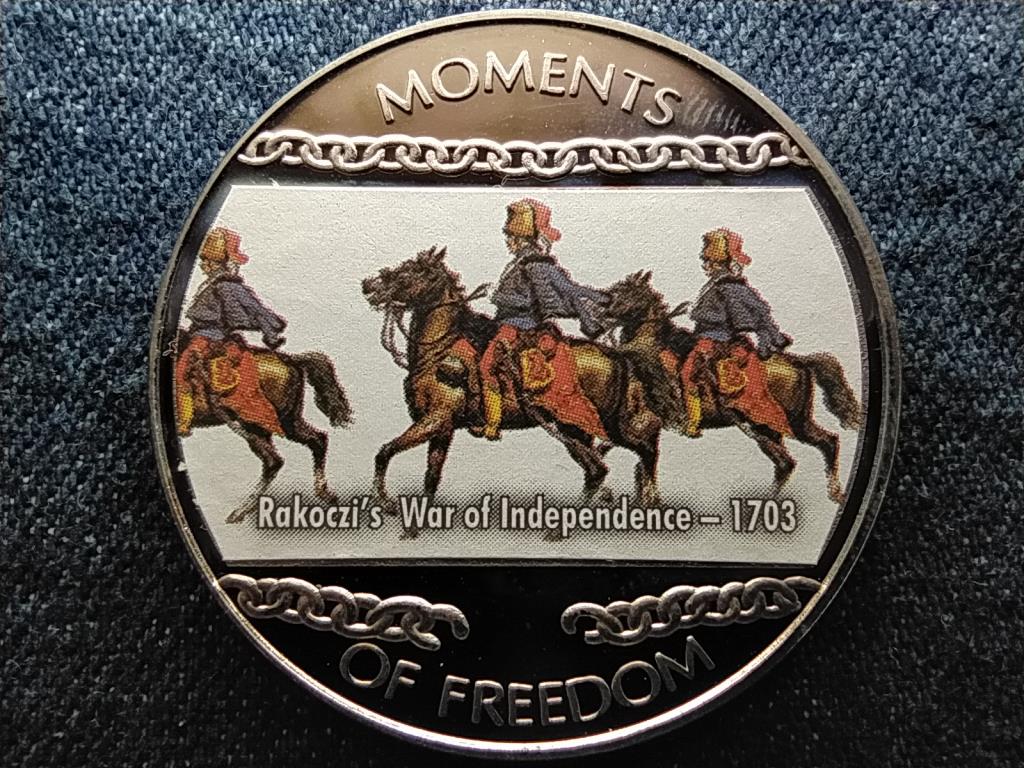 MOMENTS
Rakoczi's War of Independence – 1703
OF FREEDOM